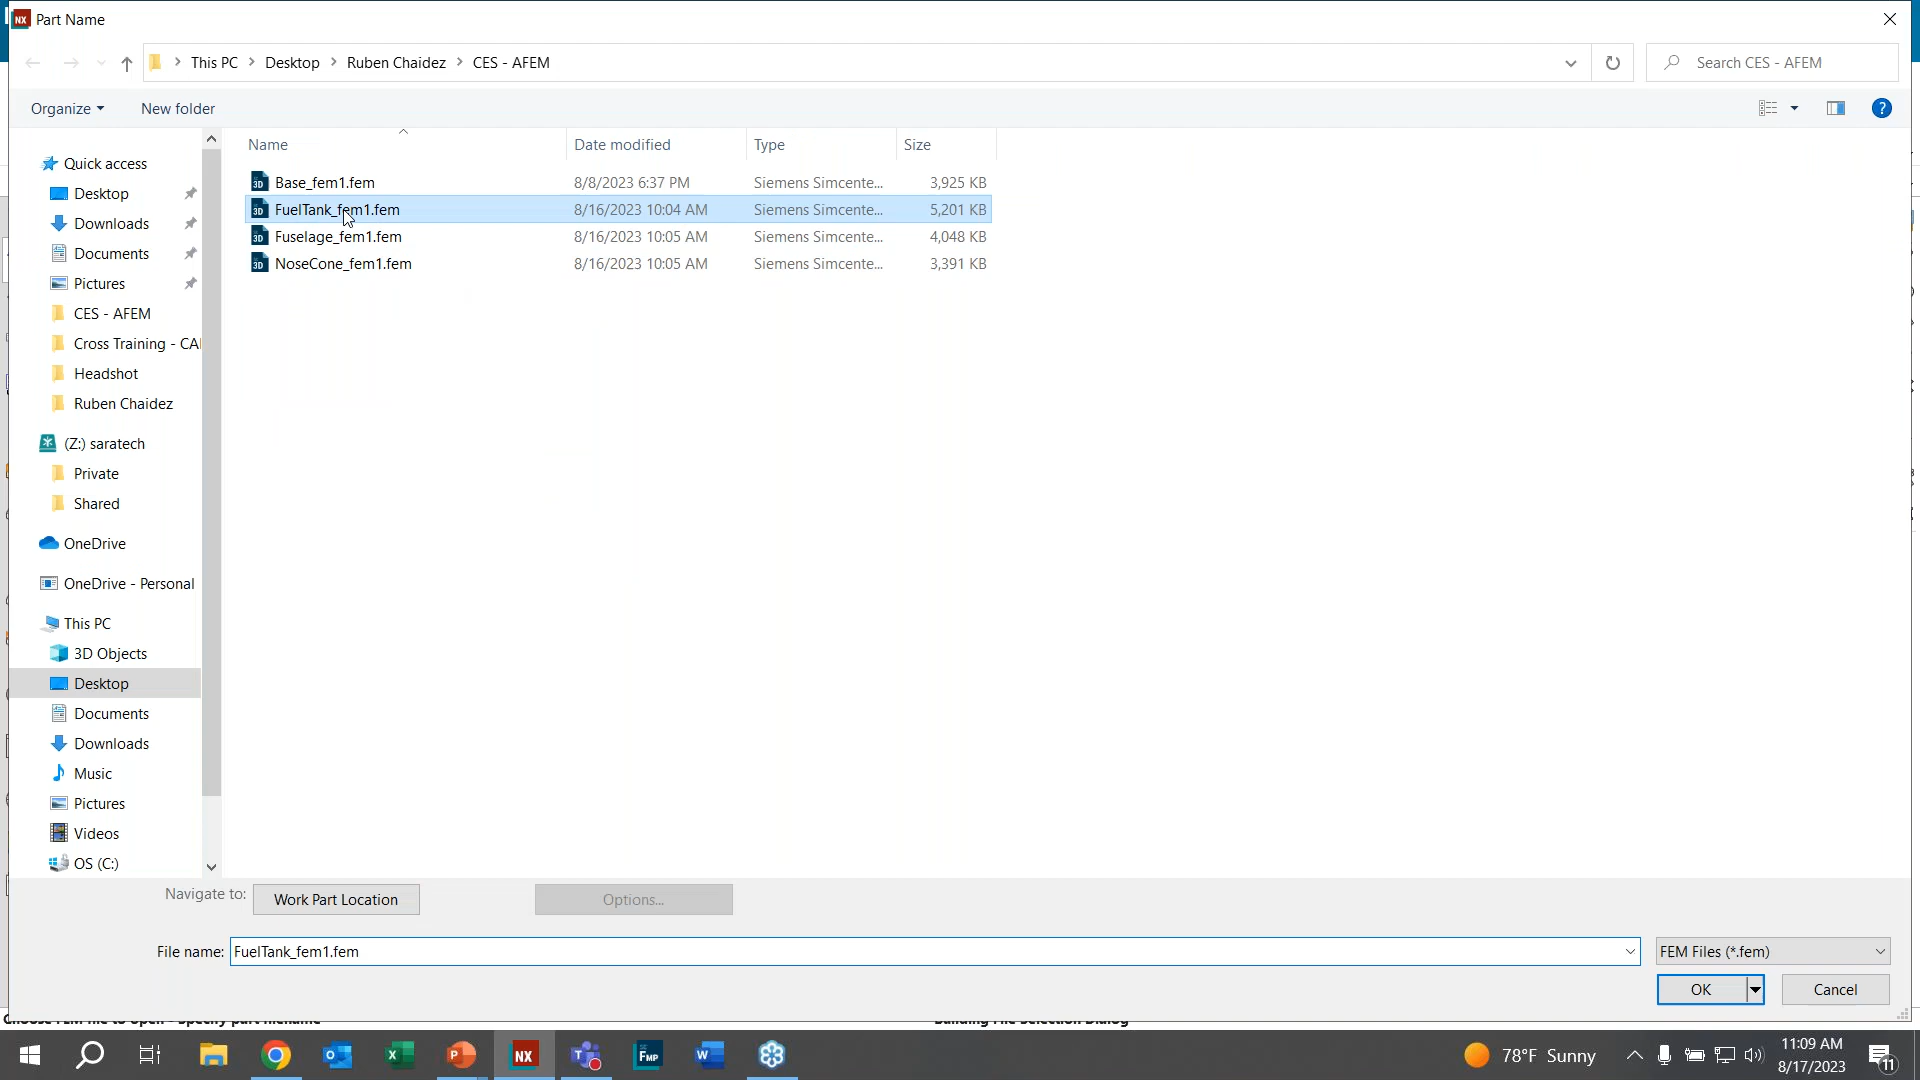 NX Part Name
This PC > Desktop > Ruben Chaidez > CES - AFEM
Search CES - AFEM
Organize
New folder
?
Name
Date modified
Type
Size
Base_fem1.fem 8/8/2023 6:37 PM Siemens Simcente... 3,925 KB
FuelTank_fem1.fem 8/16/2023 10:04 AM Siemens Simcente... 5,201 KB
Fuselage_fem1.fem 8/16/2023 10:05 AM Siemens Simcente... 4,048 KB
NoseCone_fem1.fem 8/16/2023 10:05 AM Siemens Simcente... 3,391 KB
Quick access
Desktop
Downloads
Documents
Pictures
CES - AFEM
Cross Training - CA
Headshot
Ruben Chaidez
(Z:) saratech
Private
Shared
OneDrive
OneDrive - Personal
This PC
3D Objects
Desktop
Documents
Downloads
Music
Pictures
Videos
OS (C:)
Navigate to:
Work Part Location
Options...
File name:
FuelTank_fem1.fem
FEM Files (*.fem)
OK
Cancel
NX
FMP
78°F Sunny
11:09 AM
8/17/2023
11